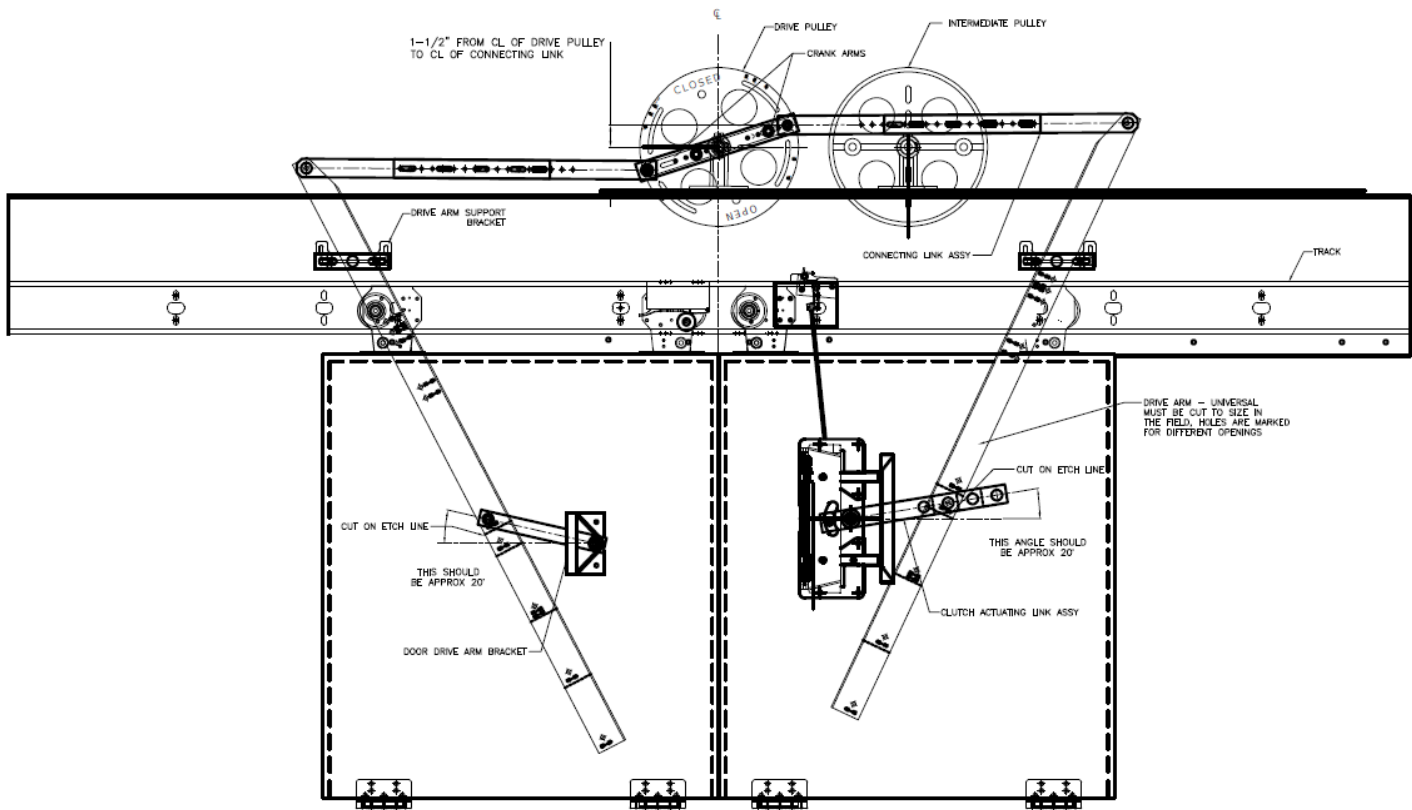 ℄
DRIVE PULLEY
INTERMEDIATE PULLEY
1-1/2" FROM CL OF DRIVE PULLEY
TO CL OF CONNECTING LINK
CRANK ARMS
CLOSED
OPEN
DRIVE ARM SUPPORT
BRACKET
CONNECTING LINK ASSY
TRACK
DRIVE ARM – UNIVERSAL
MUST BE CUT TO SIZE IN
THE FIELD, HOLES ARE MARKED
FOR DIFFERENT OPENINGS
CUT ON ETCH LINE
CUT ON ETCH LINE
THIS ANGLE SHOULD
BE APPROX 20°
THIS SHOULD
BE APPROX 20°
CLUTCH ACTUATING LINK ASSY
DOOR DRIVE ARM BRACKET